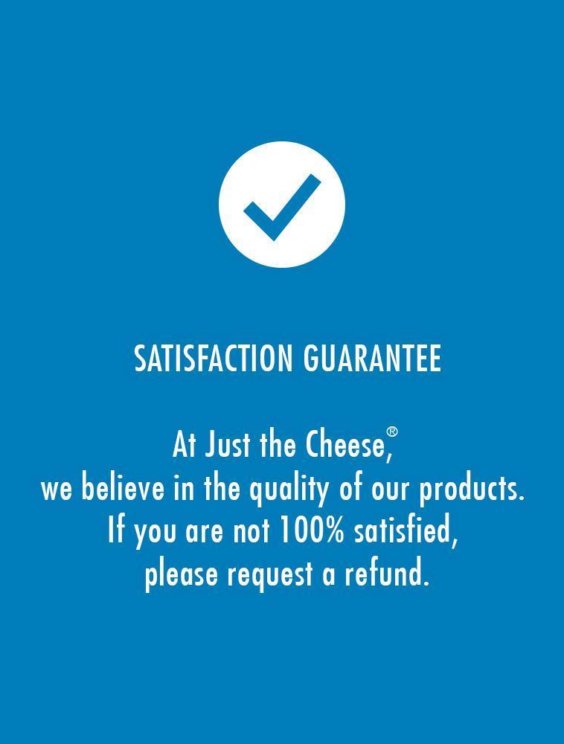 SATISFACTION GUARANTEE
At Just the Cheese,®
we believe in the quality of our products.
If you are not 100% satisfied,
please request a refund.